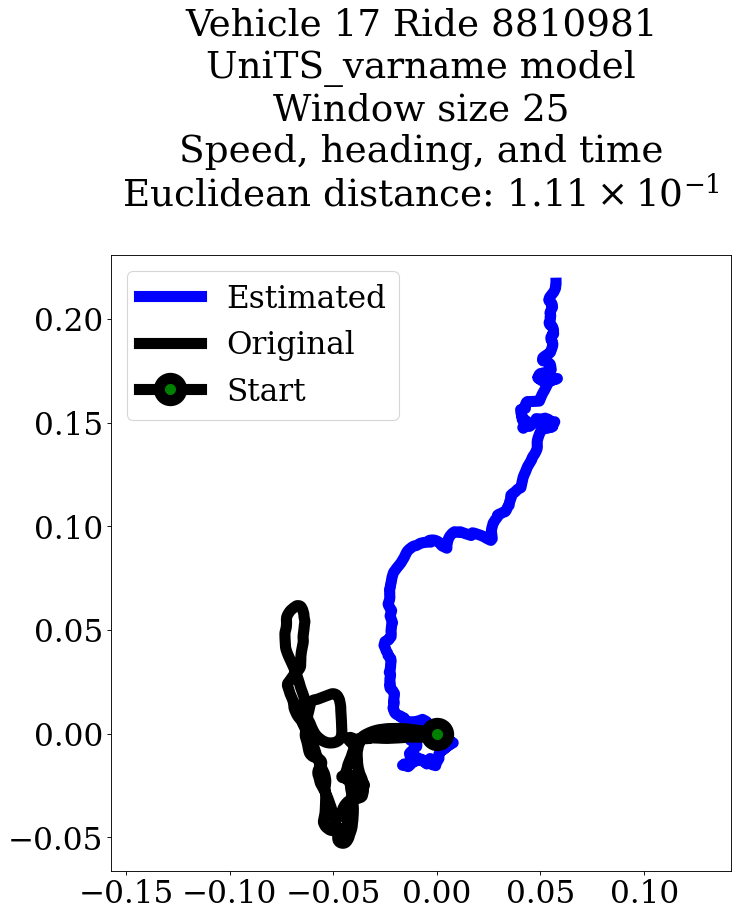 Vehicle 17 Ride 8810981
UniTS_varname model
Window size 25
Speed, heading, and time
Euclidean distance: 1.11 × 10⁻¹
Estimated
Original
Start
0.20
0.15
0.10
0.05
0.00
−0.05
−0.15 −0.10 −0.05 0.00 0.05 0.10